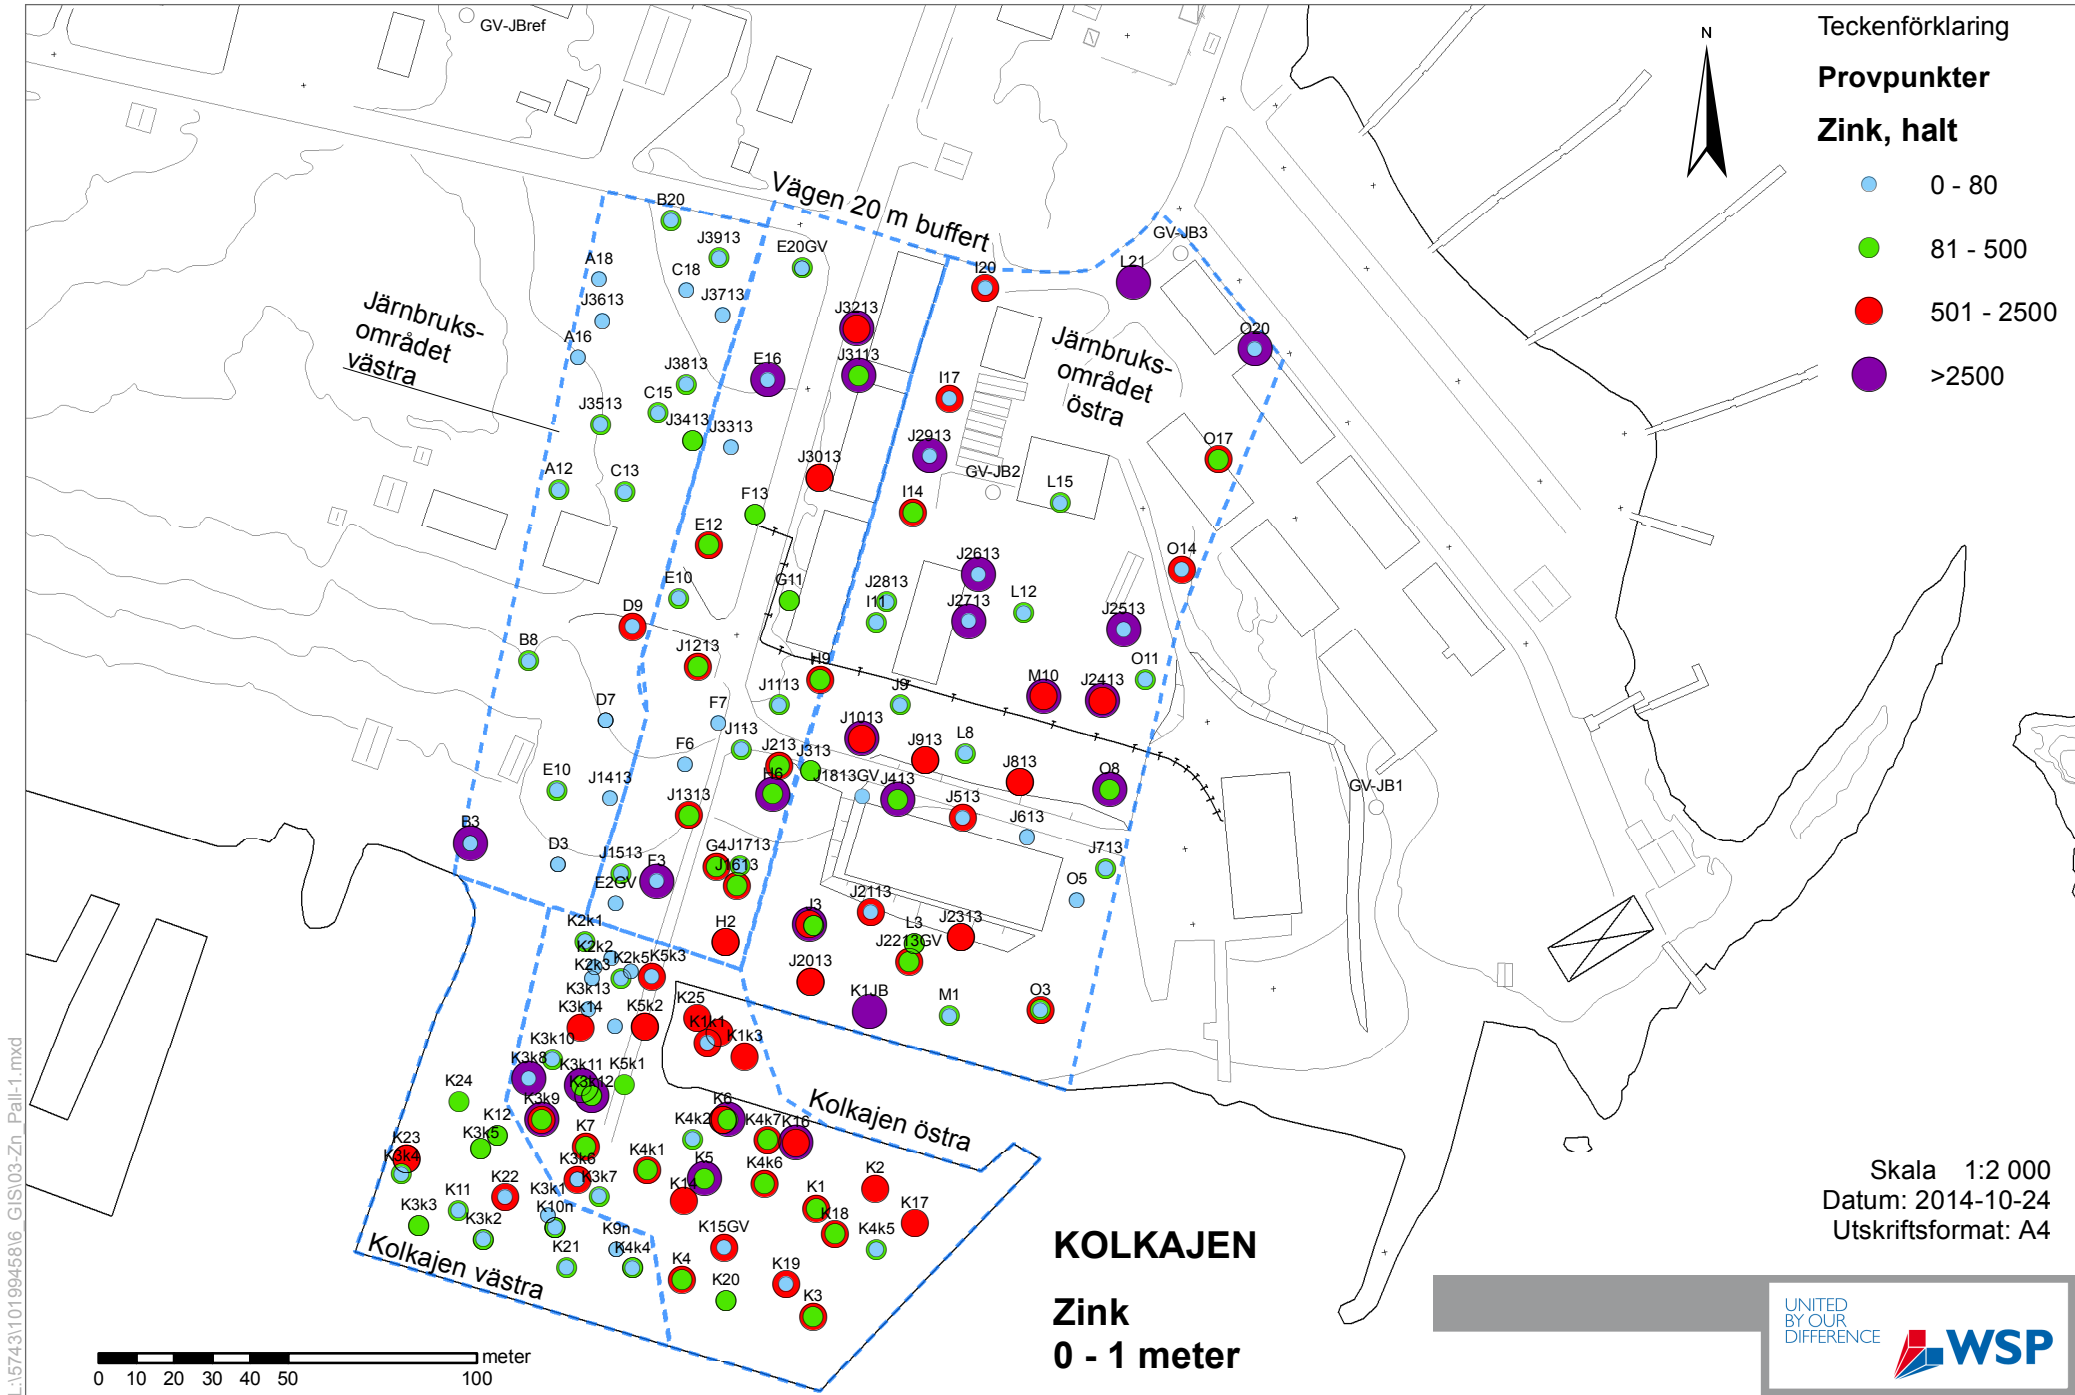 GV-JBref
Teckenförklaring
Provpunkter
Zink, halt
0 - 80
81 - 500
501 - 2500
>2500
N
Vägen 20 m buffert
B20
J3913
E20GV
GV-JB3
A18
C18
I20
L21
J3613
J3713
Järnbruks-
området
västra
J3213
O20
A16
J3113
Järnbruks-
området
östra
J3813
E16
I17
C15
J3513
J3413
J3313
J2913
O17
J3013
GV-JB2
A12
C13
L15
F13
I14
E12
J2613
O14
E10
G11
J2813
I11
J2713
L12
J2513
D9
B8
J1213
H9
O11
J1113
J9
M10
J2413
D7
F7
J113
J1013
J213
J313
J913
L8
F6
H6
J1813GV
J413
J813
O8
GV-JB1
E10
J1413
J1313
J513
J613
B3
D3
J1513
F3
G4
J1713
J1613
J713
E2GV
O5
J2113
I3
K2k1
H2
L3
J2313
K2k2
J2213GV
K2k3
K2k5
K5k3
J2013
K3k13
K1JB
M1
O3
K3k14
K5k2
K25
K1k1
K1k3
K3k10
K3k8
K3k11
K5k1
K3k12
K24
K3k9
K6
Kolkajen östra
K12
K4k2
K4k7
K16
K3k5
K7
K23
K3k4
K3k6
K4k1
K5
K4k6
K2
K22
K3k7
K14
K1
K17
K3k1
K11
K3k3
K10n
K18
K3k2
K15GV
K4k5
K9n
K21
K4k4
K4
K19
Kolkajen västra
K20
K3
KOLKAJEN
Zink
0 - 1 meter
Skala 1:2 000
Datum: 2014-10-24
Utskriftsformat: A4
UNITED
BY OUR
DIFFERENCE
WSP
meter
0 10 20 30 40 50 100
L:\5743\10199458\6_GIS\03-Zn_Pall-1.mxd